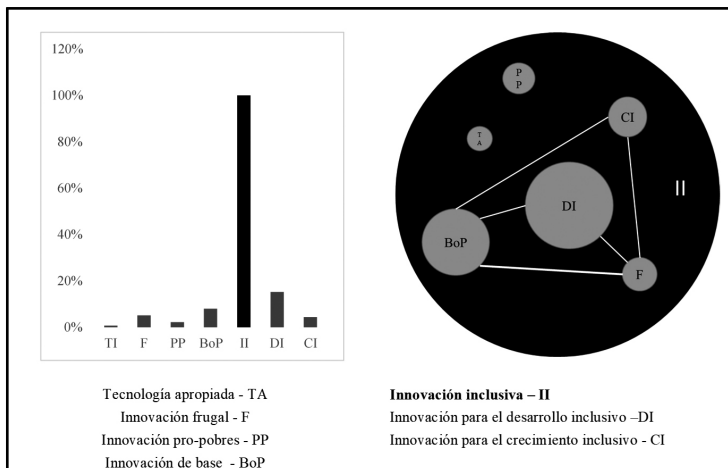 120%
100%
80%
60%
40%
20%
0%
TI F PP BoP II DI CI
P
P
T
A
CI
DI
II
BoP
F
Tecnología apropiada - TA
Innovación frugal - F
Innovación pro-pobres - PP
Innovación de base - BoP
Innovación inclusiva – II
Innovación para el desarrollo inclusivo –DI
Innovación para el crecimiento inclusivo - CI